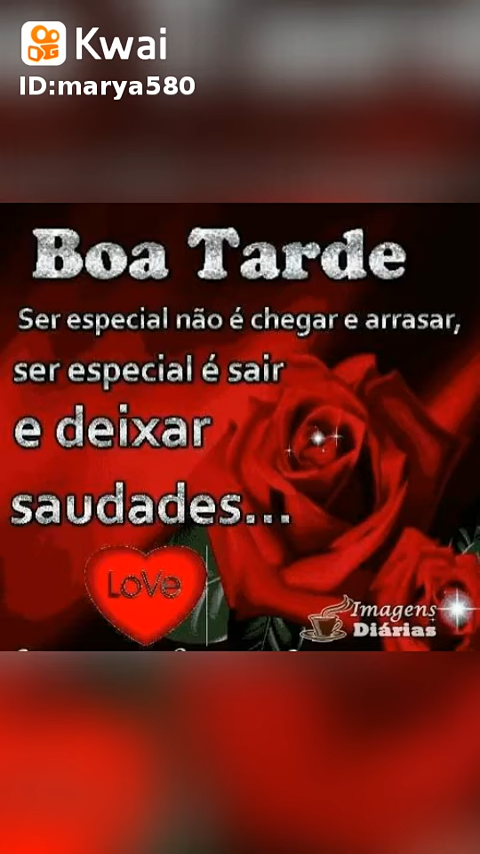 Kwai
ID:marya580
Boa Tarde
Ser especial não é chegar e arrasar,
ser especial é sair
e deixar
saudades...
LoVe
Imagens
Diárias